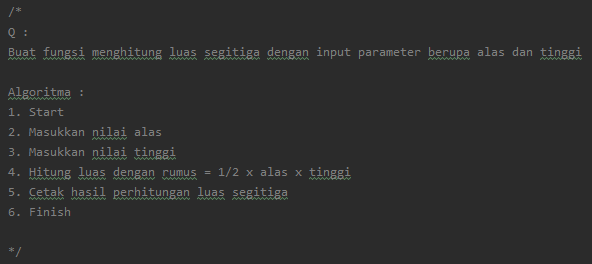 /*
Q :
Buat fungsi menghitung luas segitiga dengan input parameter berupa alas dan tinggi
Algoritma :
1. Start
2. Masukkan nilai alas
3. Masukkan nilai tinggi
4. Hitung luas dengan rumus = 1/2 x alas x tinggi
5. Cetak hasil perhitungan luas segitiga
6. Finish
*/